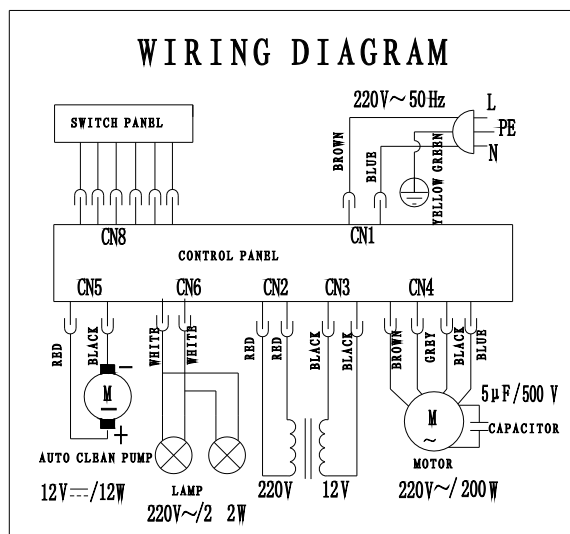 WIRING DIAGRAM
220V～50Hz
L
PE
N
SWITCH PANEL
BROWN
BLUE
YELLOW GREEN
CN8
CN1
CONTROL PANEL
CN5
CN6
CN2
CN3
CN4
RED
BLACK
WHITE
WHITE
RED
RED
BLACK
BLACK
BROWN
GREY
BLACK
BLUE
M
－
+
M
～
5μF/500 V
CAPACITOR
AUTO CLEAN PUMP
12V⎓/12W
LAMP
220V～/2 2W
220V
12V
MOTOR
220V～/200W